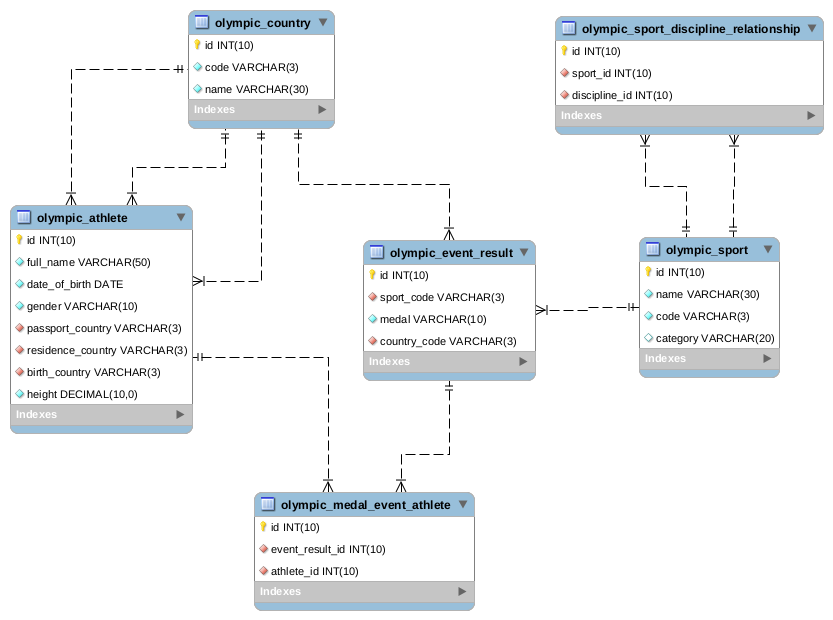 olympic_country
id INT(10)
code VARCHAR(3)
name VARCHAR(30)
Indexes
olympic_sport_discipline_relationship
id INT(10)
sport_id INT(10)
discipline_id INT(10)
Indexes
olympic_athlete
id INT(10)
full_name VARCHAR(50)
date_of_birth DATE
gender VARCHAR(10)
passport_country VARCHAR(3)
residence_country VARCHAR(3)
birth_country VARCHAR(3)
height DECIMAL(10,0)
Indexes
olympic_event_result
id INT(10)
sport_code VARCHAR(3)
medal VARCHAR(10)
country_code VARCHAR(3)
Indexes
olympic_sport
id INT(10)
name VARCHAR(30)
code VARCHAR(3)
category VARCHAR(20)
Indexes
olympic_medal_event_athlete
id INT(10)
event_result_id INT(10)
athlete_id INT(10)
Indexes